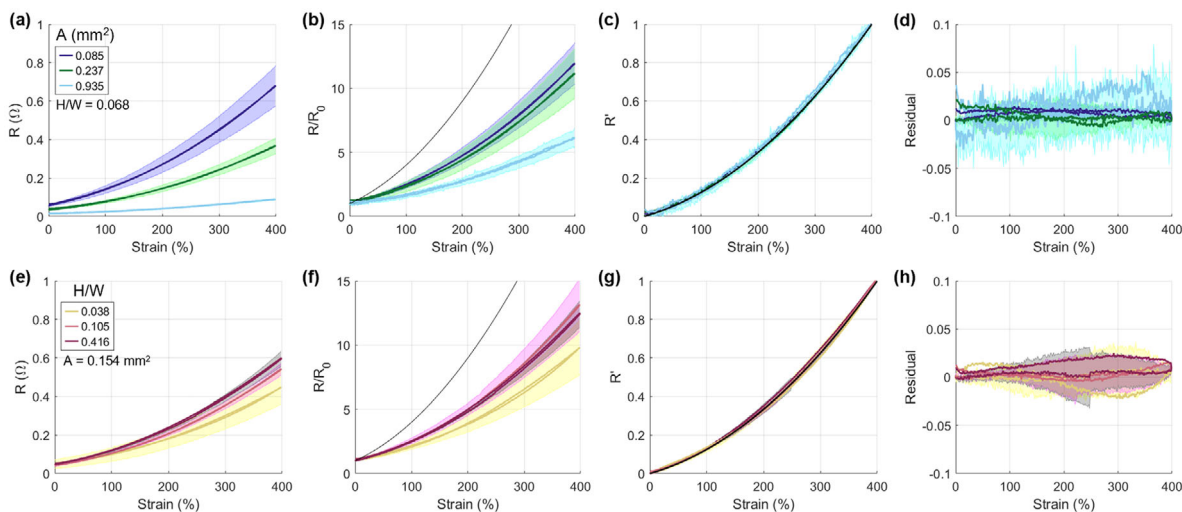 (a)
1
0.8
0.6
0.4
0.2
0
R (Ω)
A (mm²)
0.085
0.237
0.935
H/W = 0.068
0 100 200 300 400
Strain (%)
(b)
15
10
5
0
R/R₀
0 100 200 300 400
Strain (%)
(c)
1
0.8
0.6
0.4
0.2
0
R'
0 100 200 300 400
Strain (%)
(d)
0.1
0.05
0
-0.05
-0.1
Residual
0 100 200 300 400
Strain (%)
(e)
1
0.8
0.6
0.4
0.2
0
R (Ω)
H/W
0.038
0.105
0.416
A = 0.154 mm²
0 100 200 300 400
Strain (%)
(f)
15
10
5
0
R/R₀
0 100 200 300 400
Strain (%)
(g)
1
0.8
0.6
0.4
0.2
0
R'
0 100 200 300 400
Strain (%)
(h)
0.1
0.05
0
-0.05
-0.1
Residual
0 100 200 300 400
Strain (%)